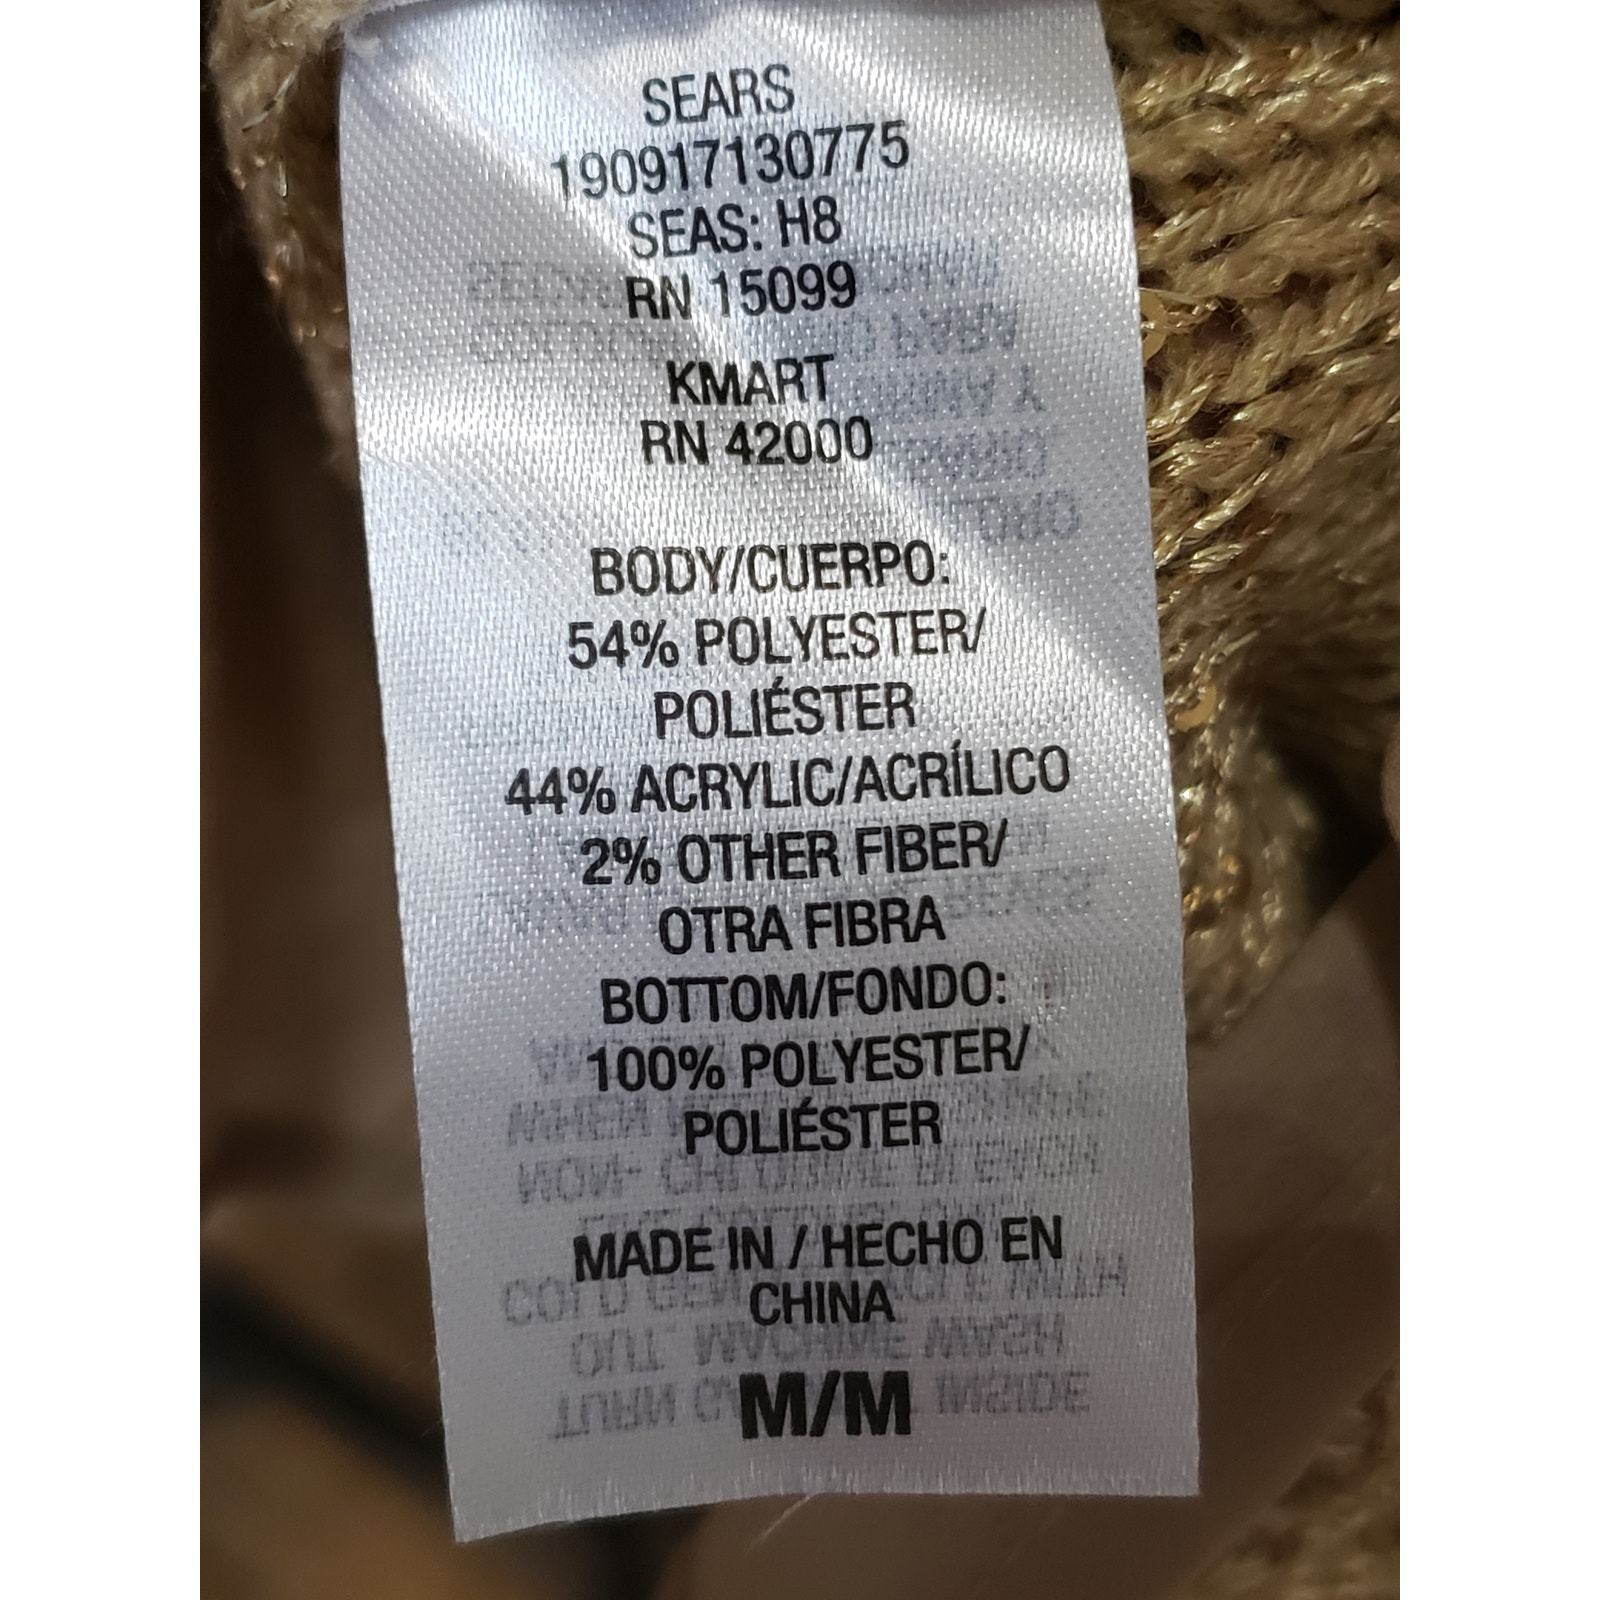 SEARS
190917130775
SEAS: H8
RN 15099
KMART
RN 42000
BODY/CUERPO:
54% POLYESTER/
POLIÉSTER
44% ACRYLIC/ACRÍLICO
2% OTHER FIBER/
OTRA FIBRA
BOTTOM/FONDO:
100% POLYESTER/
POLIÉSTER
MADE IN / HECHO EN
CHINA
M/M